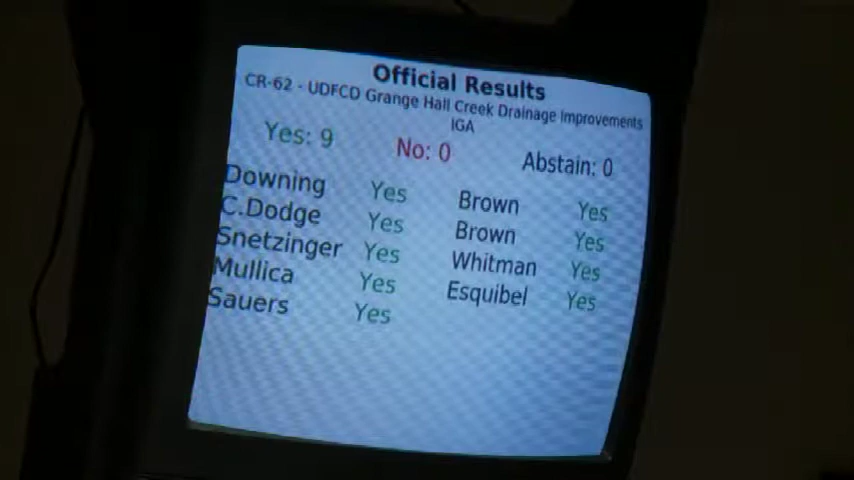 Official Results
CR-62 - UDFCD Grange Hall Creek Drainage Improvements
IGA
Yes: 9 No: 0 Abstain: 0
Downing Yes Brown Yes
C.Dodge Yes Brown Yes
Snetzinger Yes Whitman Yes
Mullica Yes Esquibel Yes
Sauers Yes